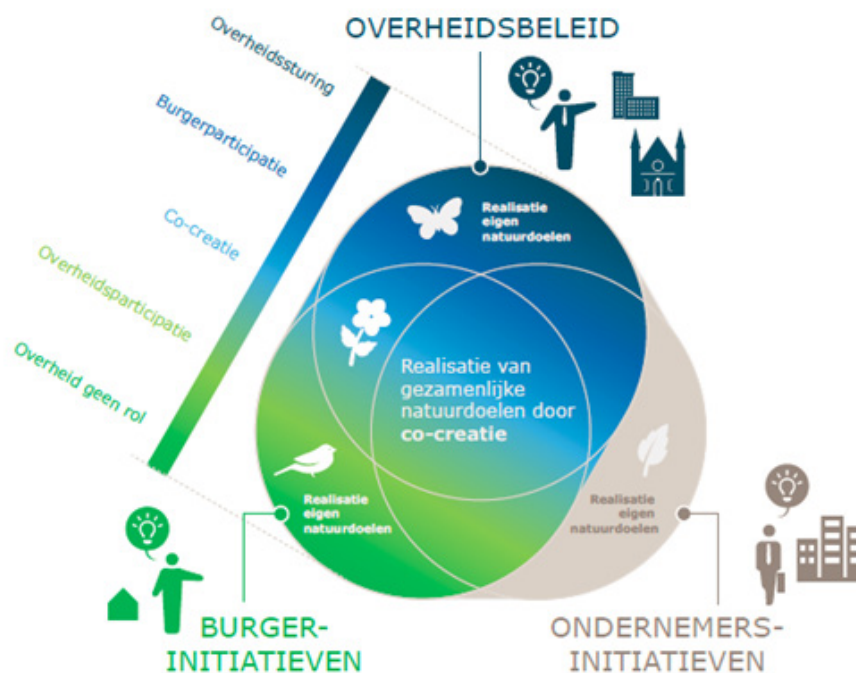 OVERHEIDSBELEID
Overheidssturing
Burgerparticipatie
Co-creatie
Overheidsparticipatie
Overheid geen rol
Realisatie
eigen
natuurdoelen
Realisatie van
gezamenlijke
natuurdoelen door
co-creatie
Realisatie
eigen
natuurdoelen
Realisatie
eigen
natuurdoelen
BURGER-
INITIATIEVEN
ONDERNEMERS-
INITIATIEVEN